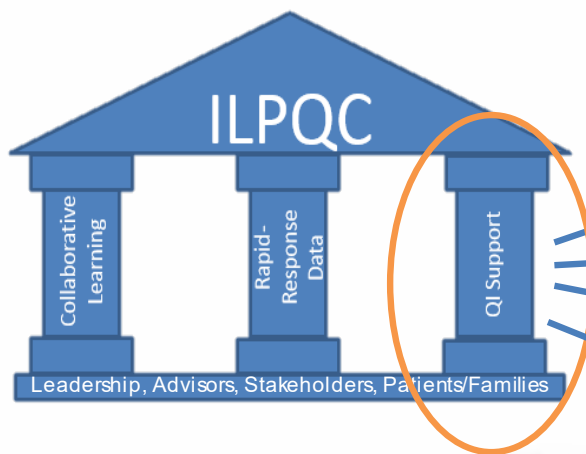 ILPQC
Collaborative
Learning
Rapid-
Response
Data
QI Support
Leadership, Advisors, Stakeholders, Patients/Families